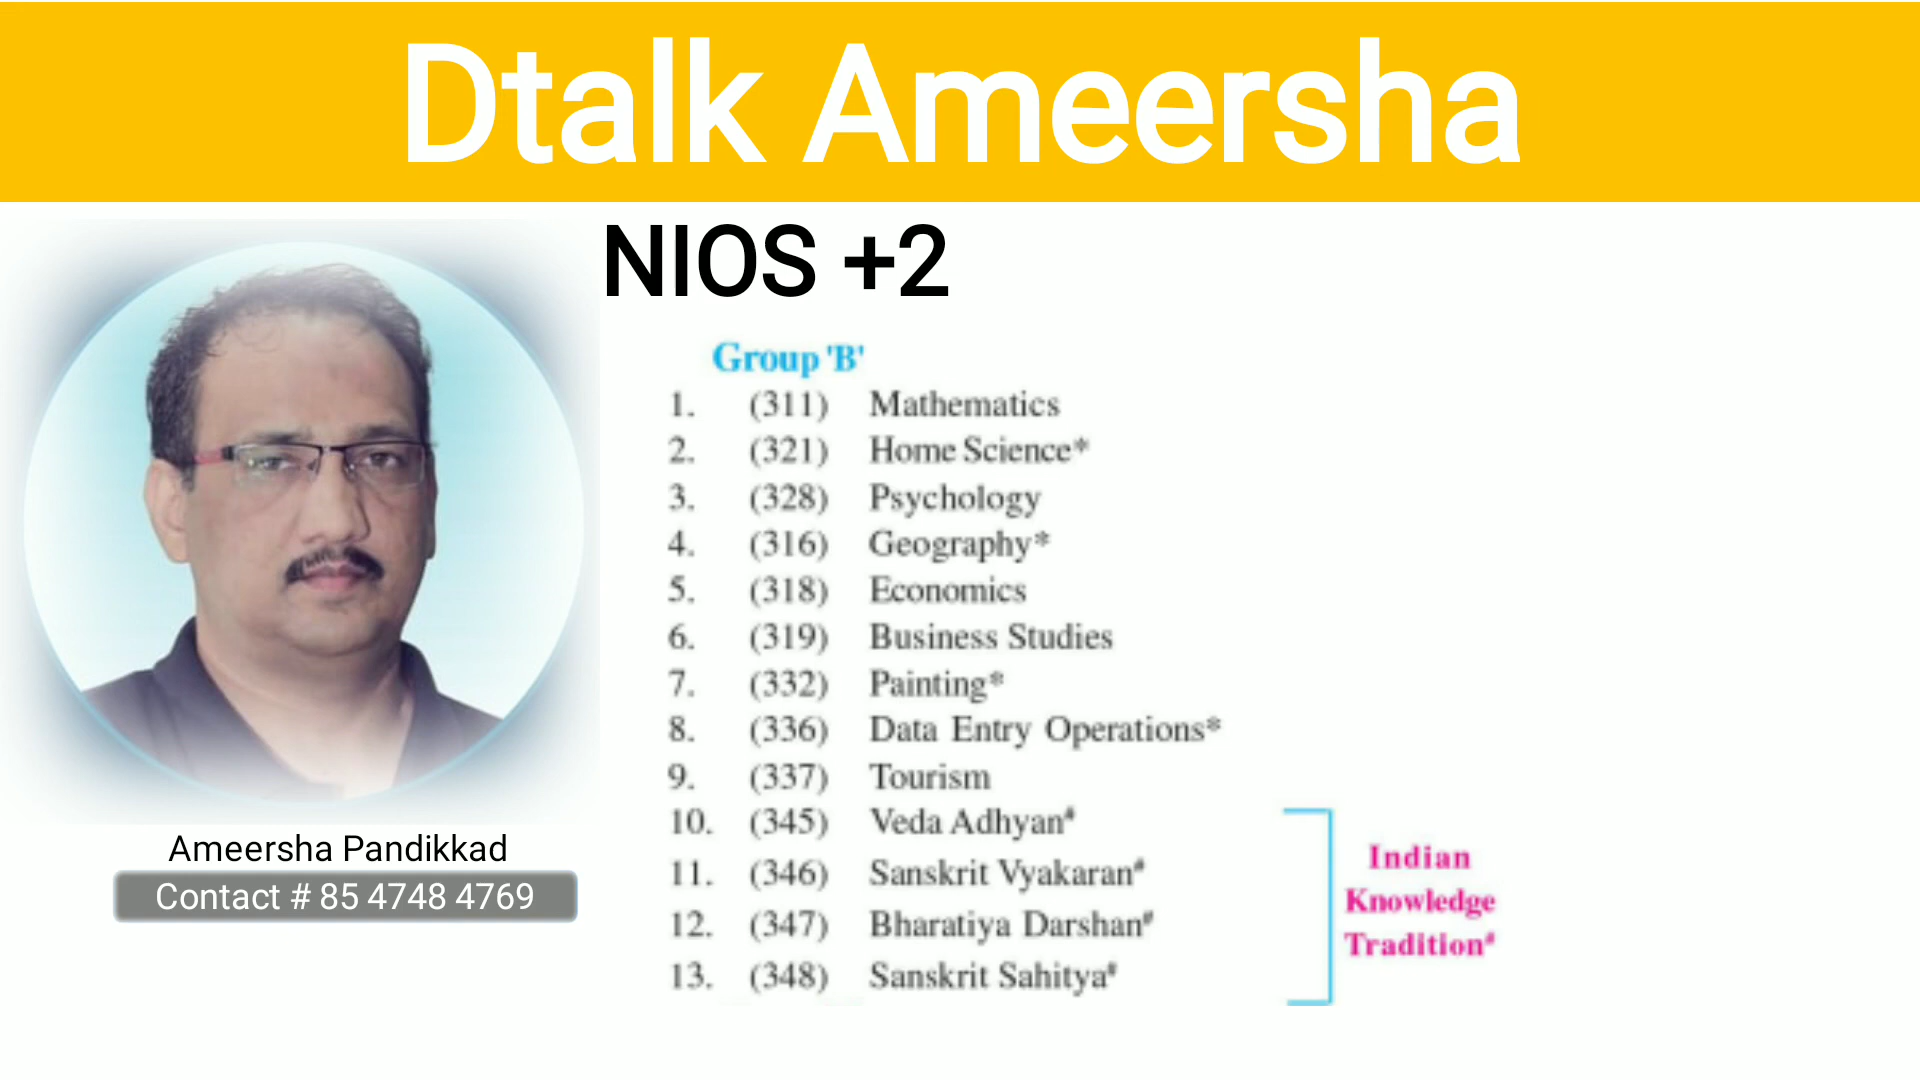 Dtalk Ameersha
NIOS +2
Group 'B'
1. (311) Mathematics
2. (321) Home Science*
3. (328) Psychology
4. (316) Geography*
5. (318) Economics
6. (319) Business Studies
7. (332) Painting*
8. (336) Data Entry Operations*
9. (337) Tourism
10. (345) Veda Adhyan#
11. (346) Sanskrit Vyakaran#
12. (347) Bharatiya Darshan#
13. (348) Sanskrit Sahitya#
Indian
Knowledge
Tradition#
Ameersha Pandikkad
Contact # 85 4748 4769